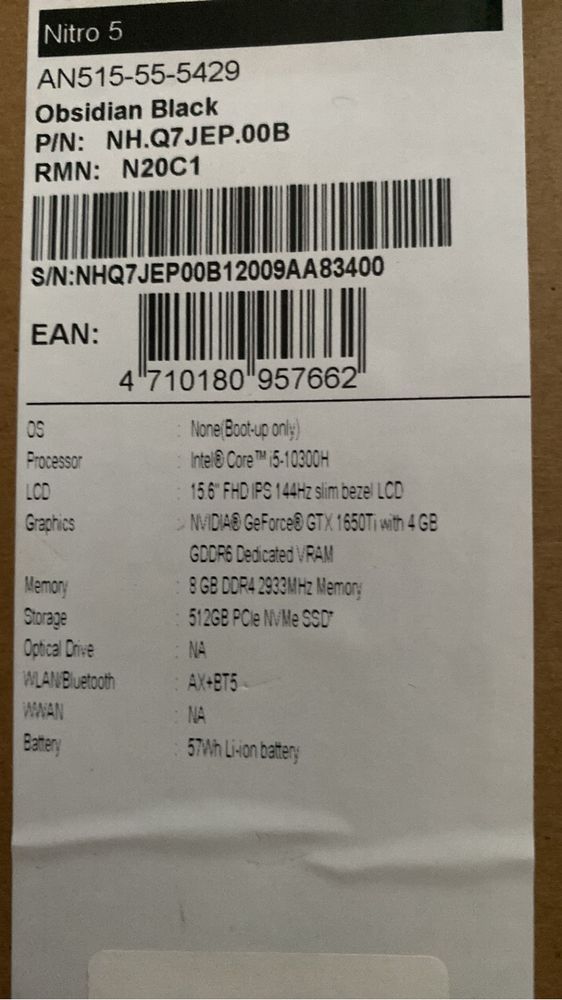 Nitro 5
AN515-55-5429
Obsidian Black
P/N: NH.Q7JEP.00B
RMN: N20C1
S/N:NHQ7JEP00B12009AA83400
EAN:
4 710180 957662
OS : None(Boot-up only)
Processor : Intel® Core™ i5-10300H
LCD : 15.6" FHD IPS 144Hz slim bezel LCD
Graphics : NVIDIA® GeForce® GTX 1650Ti with 4 GB
GDDR6 Dedicated VRAM
Memory : 8 GB DDR4 2933MHz Memory
Storage : 512GB PCIe NVMe SSD*
Optical Drive : NA
WLAN/Bluetooth : AX+BT5
WWAN : NA
Battery : 57Wh Li-ion battery